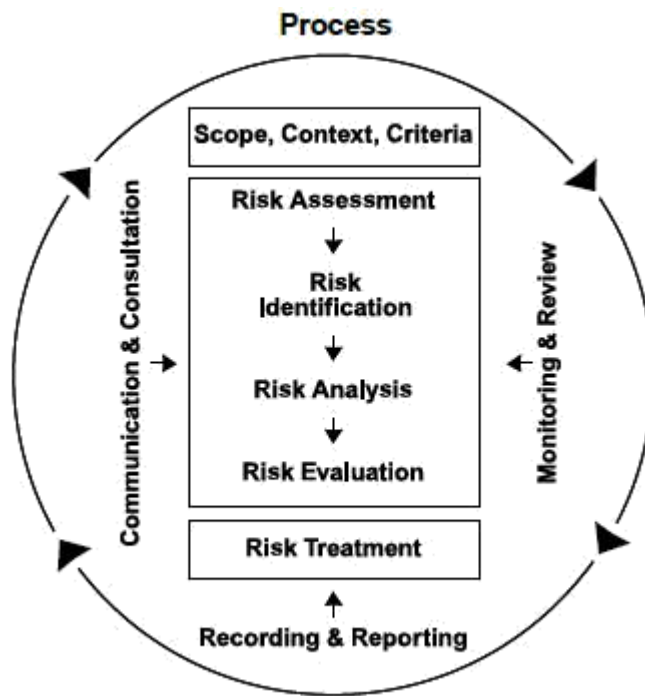 Process
Scope, Context, Criteria
Risk Assessment
Risk
Identification
Risk Analysis
Risk Evaluation
Risk Treatment
Recording & Reporting
Communication & Consultation
Monitoring & Review